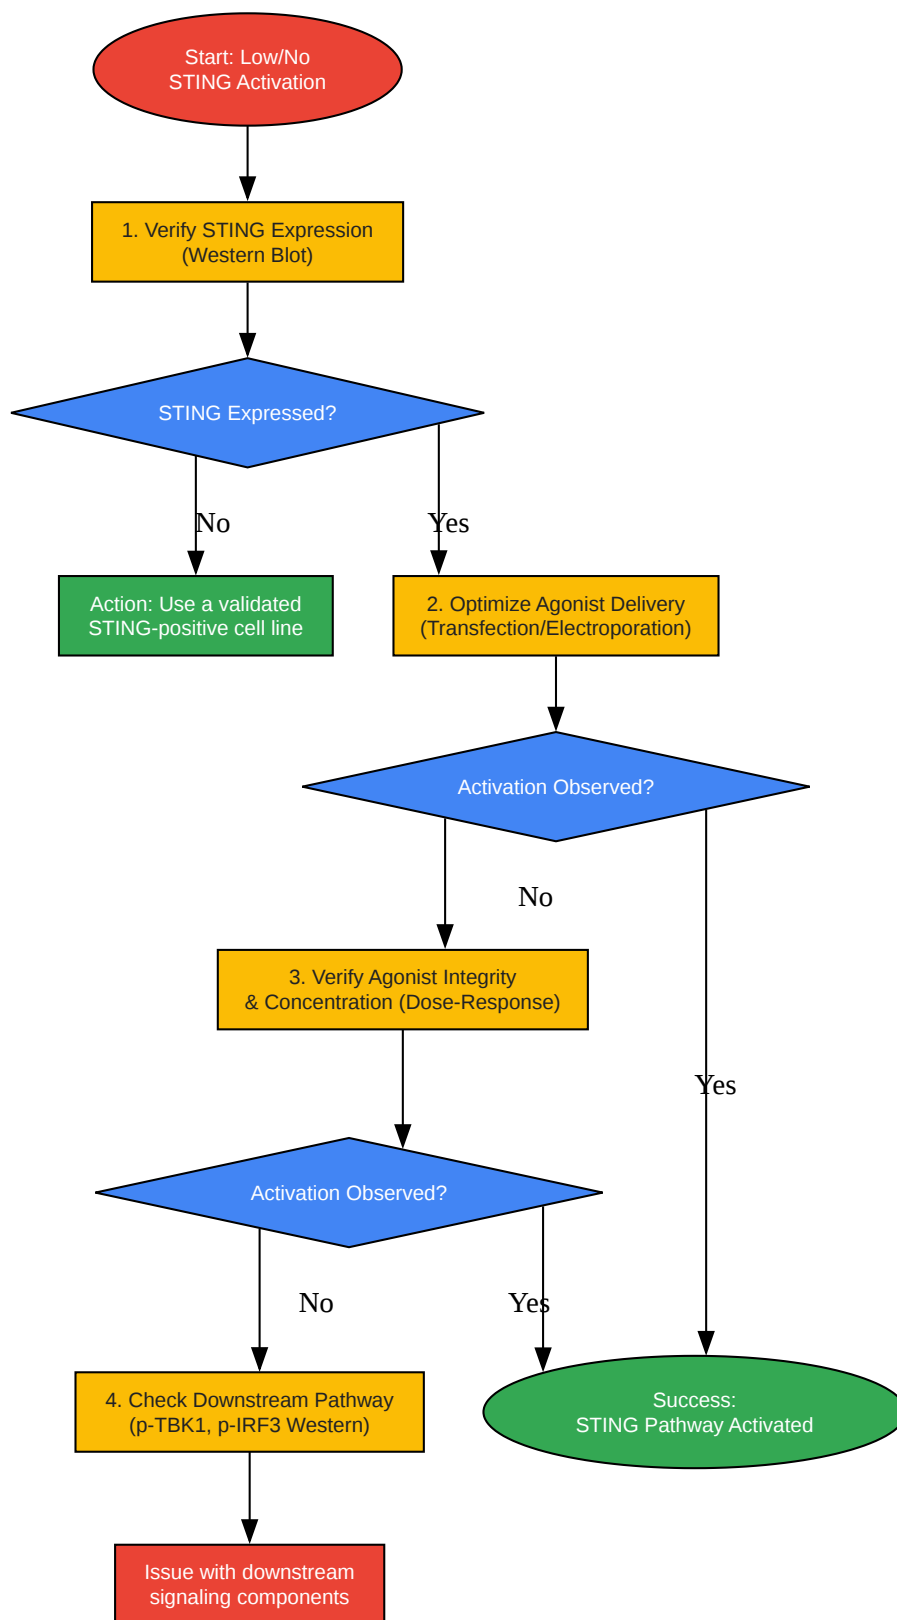 Start: Low/No
STING Activation
1. Verify STING Expression
(Western Blot)
STING Expressed?
No
Yes
Action: Use a validated
STING-positive cell line
2. Optimize Agonist Delivery
(Transfection/Electroporation)
Activation Observed?
No
3. Verify Agonist Integrity
& Concentration (Dose-Response)
Yes
Activation Observed?
No
Yes
4. Check Downstream Pathway
(p-TBK1, p-IRF3 Western)
Success:
STING Pathway Activated
Issue with downstream
signaling components